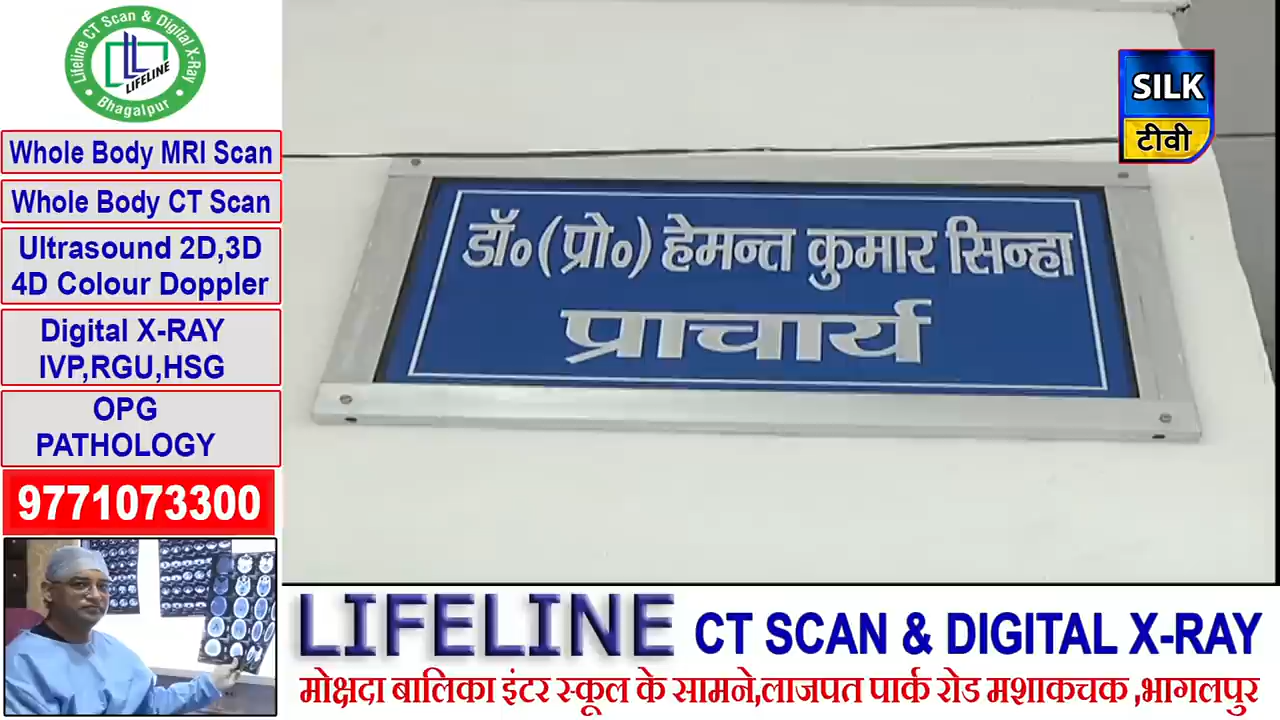 Lifeline CT Scan & Digital X-Ray
LIFELINE
Bhagalpur
Whole Body MRI Scan
Whole Body CT Scan
Ultrasound 2D,3D
4D Colour Doppler
Digital X-RAY
IVP,RGU,HSG
OPG
PATHOLOGY
9771073300
SILK
टीवी
डॉ॰ (प्रो॰) हेमन्त कुमार सिन्हा
प्राचार्य
LIFELINE CT SCAN & DIGITAL X-RAY
मोक्षदा बालिका इंटर स्कूल के सामने,लाजपत पार्क रोड मशाकचक ,भागलपुर